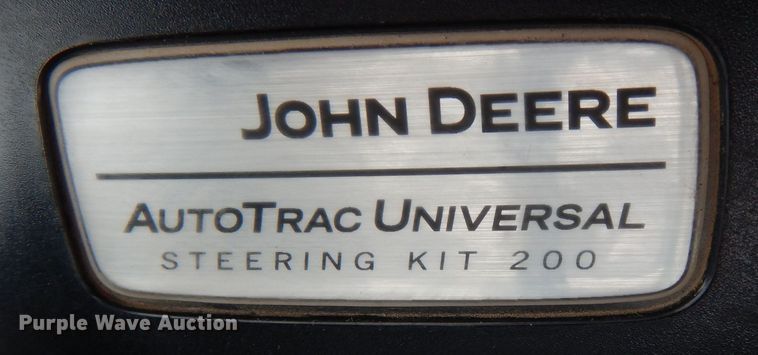 JOHN DEERE
AUTOTRAC UNIVERSAL
STEERING KIT 200
Purple Wave Auction